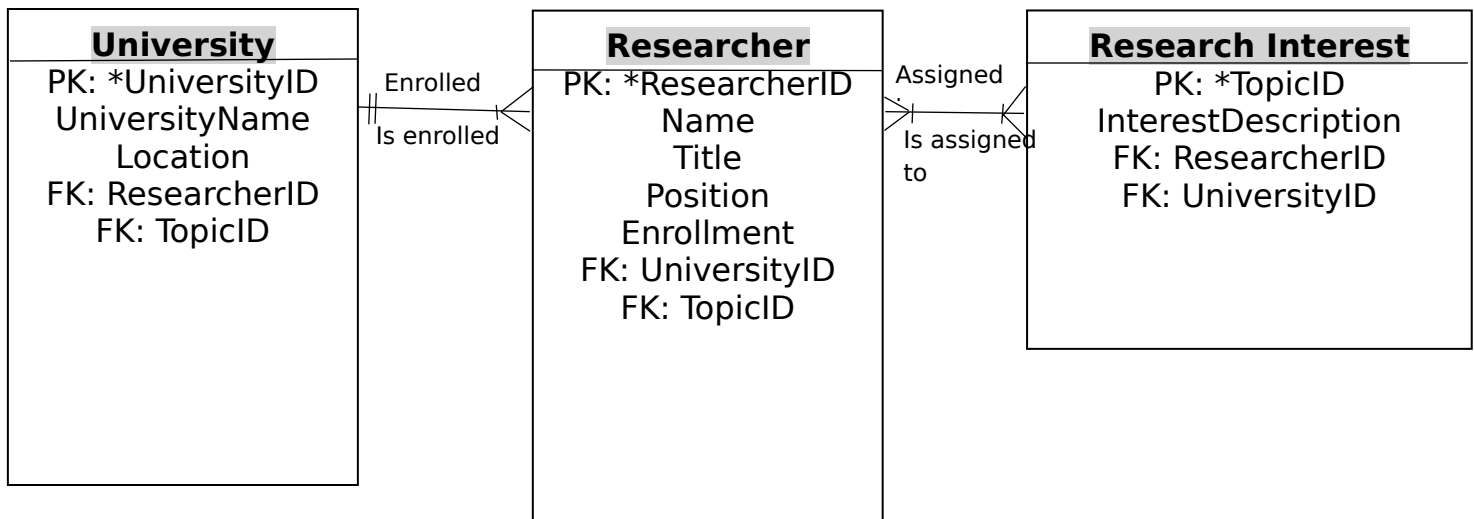 University
PK: *UniversityID
UniversityName
Location
FK: ResearcherID
FK: TopicID
Enrolled
Is enrolled
Researcher
PK: *ResearcherID
Name
Title
Position
Enrollment
FK: UniversityID
FK: TopicID
Assigned
Is assigned
to
Research Interest
PK: *TopicID
InterestDescription
FK: ResearcherID
FK: UniversityID